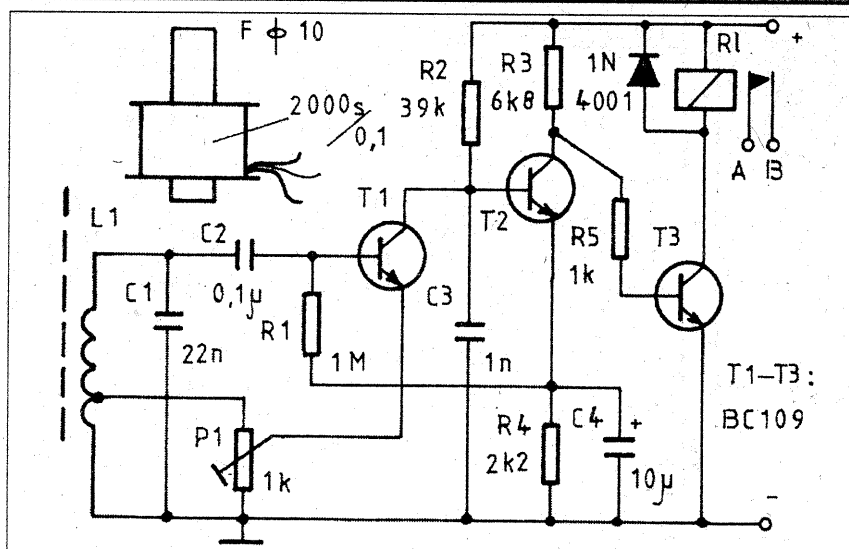 F ϕ 10
2000s
0,1
L1
C1
22n
C2
0,1µ
R1
1M
P1
1k
T1
R2
39k
C3
1n
R3
6k8
T2
R4
2k2
C4
+
10µ
R5
1k
1N
4001
R1
A B
T3
+
-
T1–T3:
BC109